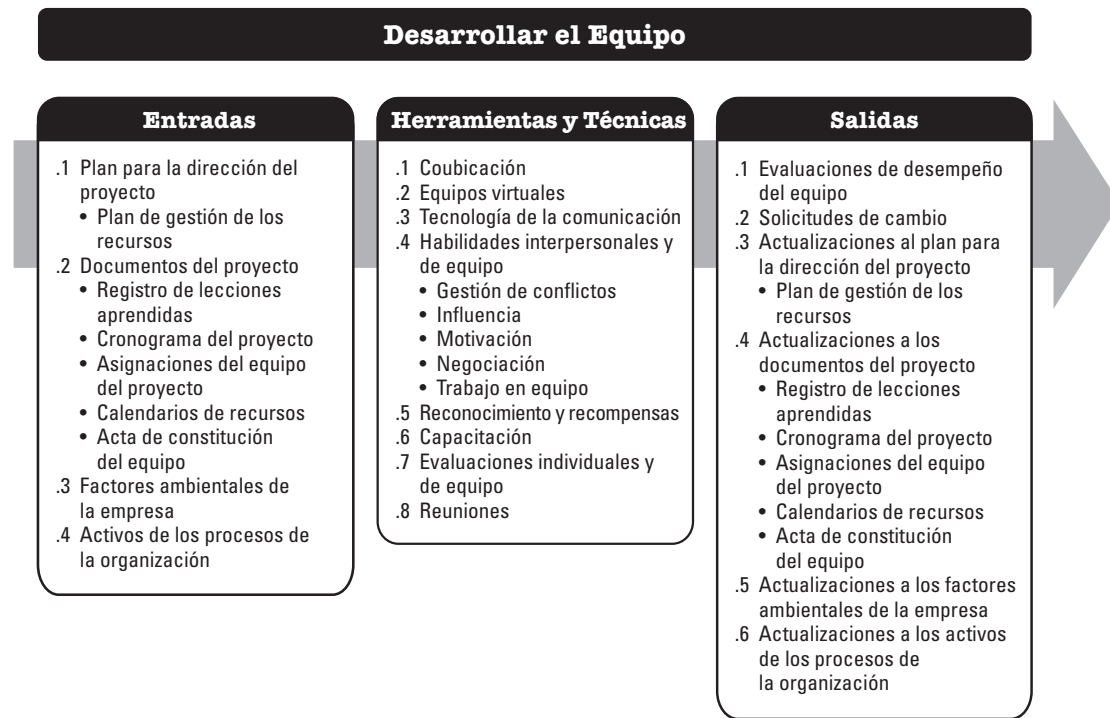 Desarrollar el Equipo
Entradas
.1 Plan para la dirección del
proyecto
• Plan de gestión de los
recursos
.2 Documentos del proyecto
• Registro de lecciones
aprendidas
• Cronograma del proyecto
• Asignaciones del equipo
del proyecto
• Calendarios de recursos
• Acta de constitución
del equipo
.3 Factores ambientales de
la empresa
.4 Activos de los procesos de
la organización
Herramientas y Técnicas
.1 Coubicación
.2 Equipos virtuales
.3 Tecnología de la comunicación
.4 Habilidades interpersonales y
de equipo
• Gestión de conflictos
• Influencia
• Motivación
• Negociación
• Trabajo en equipo
.5 Reconocimiento y recompensas
.6 Capacitación
.7 Evaluaciones individuales y
de equipo
.8 Reuniones
Salidas
.1 Evaluaciones de desempeño
del equipo
.2 Solicitudes de cambio
.3 Actualizaciones al plan para
la dirección del proyecto
• Plan de gestión de los
recursos
.4 Actualizaciones a los
documentos del proyecto
• Registro de lecciones
aprendidas
• Cronograma del proyecto
• Asignaciones del equipo
del proyecto
• Calendarios de recursos
• Acta de constitución
del equipo
.5 Actualizaciones a los factores
ambientales de la empresa
.6 Actualizaciones a los activos
de los procesos de
la organización